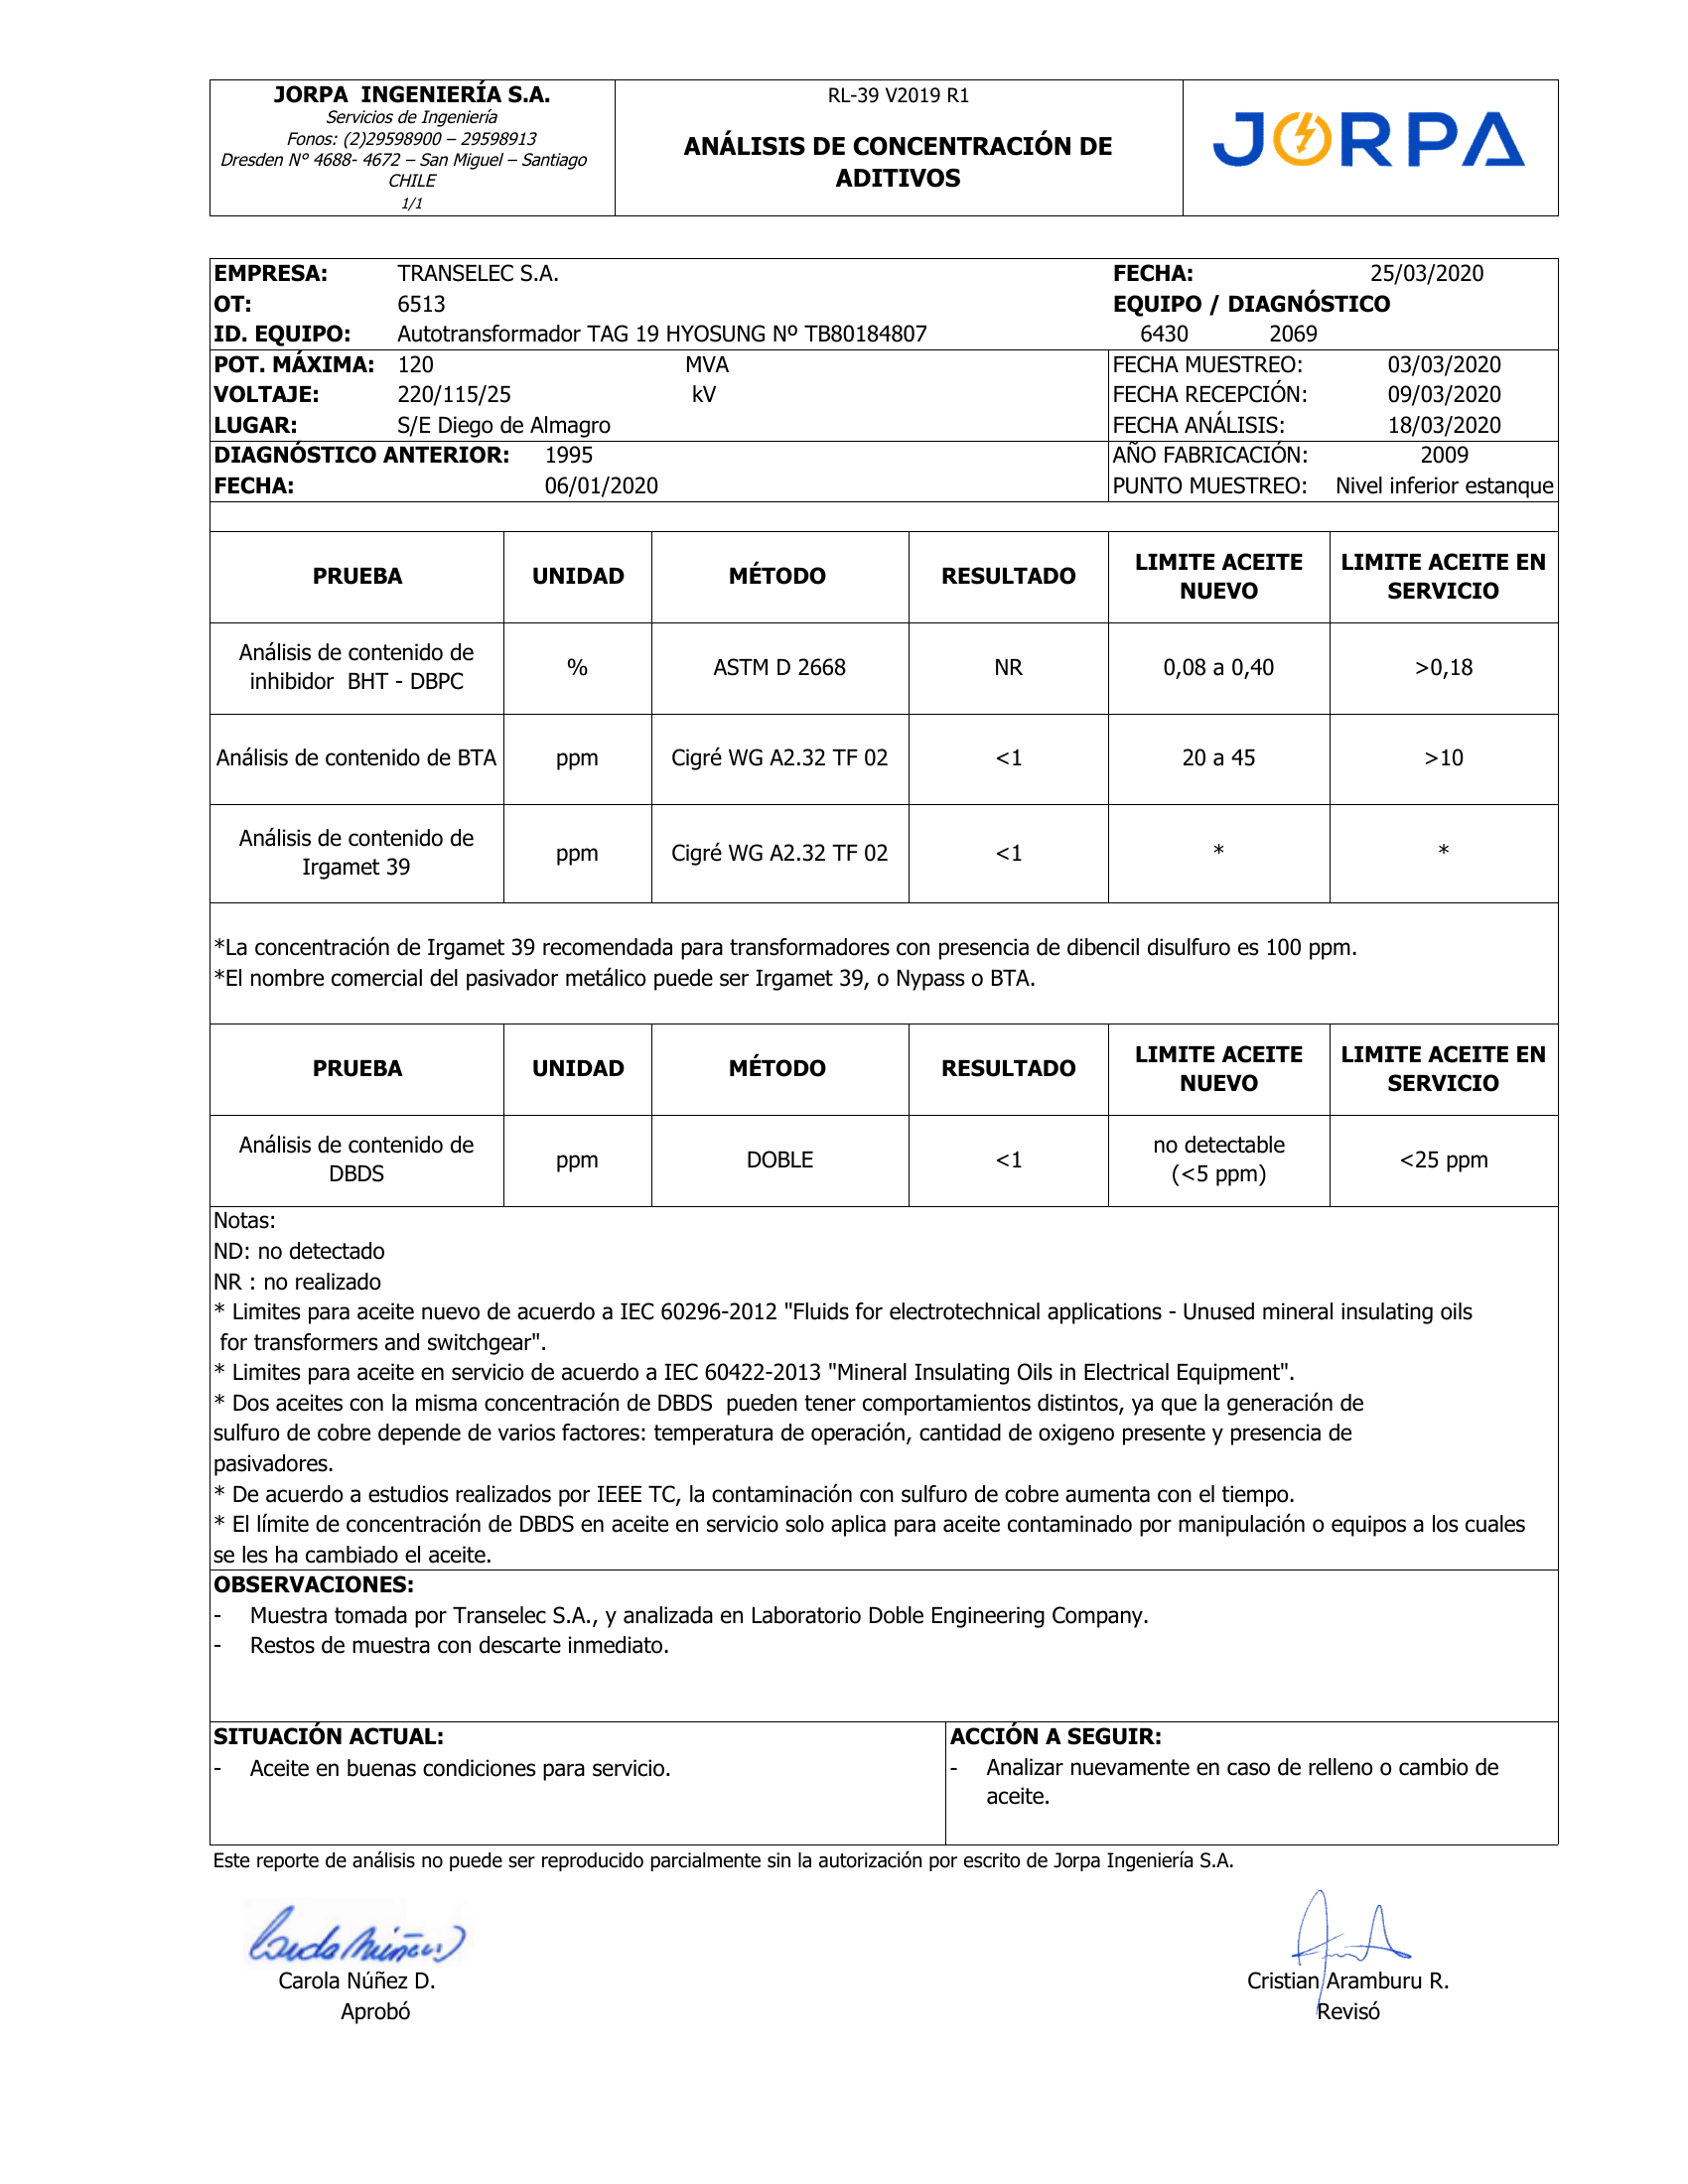 JORPA  INGENIERÍA S.A.
Servicios de Ingeniería
Fonos: (2)29598900 – 29598913
Dresden N° 4688- 4672 – San Miguel – Santiago
CHILE
1/1
RL-39 V2019 R1
ANÁLISIS DE CONCENTRACIÓN DE
ADITIVOS
JORPA
EMPRESA: TRANSELEC S.A. FECHA: 25/03/2020
OT: 6513 EQUIPO / DIAGNÓSTICO
ID. EQUIPO: Autotransformador TAG 19 HYOSUNG Nº TB80184807 6430 2069
POT. MÁXIMA: 120 MVA FECHA MUESTREO: 03/03/2020
VOLTAJE: 220/115/25 kV FECHA RECEPCIÓN: 09/03/2020
LUGAR: S/E Diego de Almagro FECHA ANÁLISIS: 18/03/2020
DIAGNÓSTICO ANTERIOR: 1995 AÑO FABRICACIÓN: 2009
FECHA: 06/01/2020 PUNTO MUESTREO: Nivel inferior estanque
PRUEBA UNIDAD MÉTODO RESULTADO LIMITE ACEITE NUEVO LIMITE ACEITE EN SERVICIO
Análisis de contenido de inhibidor  BHT - DBPC % ASTM D 2668 NR 0,08 a 0,40 >0,18
Análisis de contenido de BTA ppm Cigré WG A2.32 TF 02 <1 20 a 45 >10
Análisis de contenido de Irgamet 39 ppm Cigré WG A2.32 TF 02 <1 * *
*La concentración de Irgamet 39 recomendada para transformadores con presencia de dibencil disulfuro es 100 ppm.
*El nombre comercial del pasivador metálico puede ser Irgamet 39, o Nypass o BTA.
PRUEBA UNIDAD MÉTODO RESULTADO LIMITE ACEITE NUEVO LIMITE ACEITE EN SERVICIO
Análisis de contenido de DBDS ppm DOBLE <1 no detectable (<5 ppm) <25 ppm
Notas:
ND: no detectado
NR : no realizado
* Limites para aceite nuevo de acuerdo a IEC 60296-2012 "Fluids for electrotechnical applications - Unused mineral insulating oils
for transformers and switchgear".
* Limites para aceite en servicio de acuerdo a IEC 60422-2013 "Mineral Insulating Oils in Electrical Equipment".
* Dos aceites con la misma concentración de DBDS  pueden tener comportamientos distintos, ya que la generación de
sulfuro de cobre depende de varios factores: temperatura de operación, cantidad de oxigeno presente y presencia de
pasivadores.
* De acuerdo a estudios realizados por IEEE TC, la contaminación con sulfuro de cobre aumenta con el tiempo.
* El límite de concentración de DBDS en aceite en servicio solo aplica para aceite contaminado por manipulación o equipos a los cuales
se les ha cambiado el aceite.
OBSERVACIONES:
- Muestra tomada por Transelec S.A., y analizada en Laboratorio Doble Engineering Company.
- Restos de muestra con descarte inmediato.
SITUACIÓN ACTUAL:
- Aceite en buenas condiciones para servicio.
ACCIÓN A SEGUIR:
- Analizar nuevamente en caso de relleno o cambio de
aceite.
Este reporte de análisis no puede ser reproducido parcialmente sin la autorización por escrito de Jorpa Ingeniería S.A.
Carola Núñez D.
Aprobó
Cristian Aramburu R.
Revisó